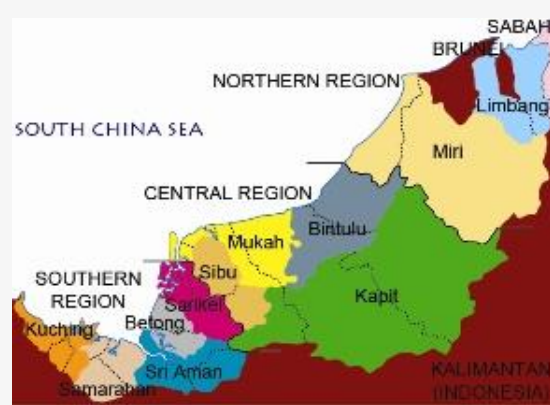 SABAH
BRUNEI
NORTHERN REGION
Limbang
SOUTH CHINA SEA
Miri
CENTRAL REGION
Bintulu
Mukah
Sibu
SOUTHERN
REGION
Sarikei
Kapit
Betong
Kuching
Sri Aman
Samarahan
KALIMANTAN
(INDONESIA)